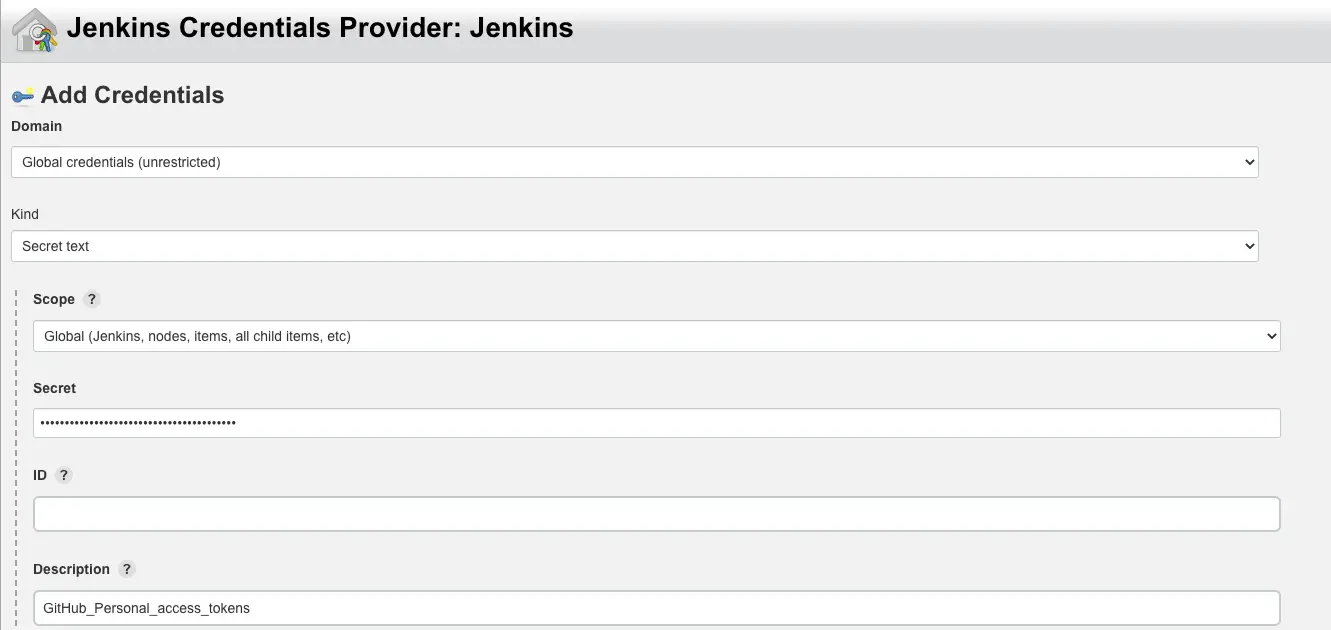 Jenkins Credentials Provider: Jenkins
Add Credentials
Domain
Global credentials (unrestricted)
Kind
Secret text
Scope ?
Global (Jenkins, nodes, items, all child items, etc)
Secret
••••••••••••••••••••••••••••••••••••••••
ID ?
Description ?
GitHub_Personal_access_tokens